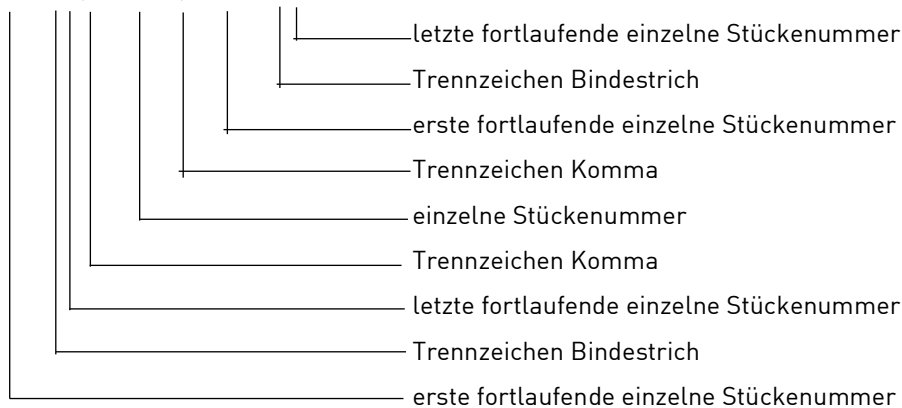 letzte fortlaufende einzelne Stückenummer
Trennzeichen Bindestrich
erste fortlaufende einzelne Stückenummer
Trennzeichen Komma
einzelne Stückenummer
Trennzeichen Komma
letzte fortlaufende einzelne Stückenummer
Trennzeichen Bindestrich
erste fortlaufende einzelne Stückenummer